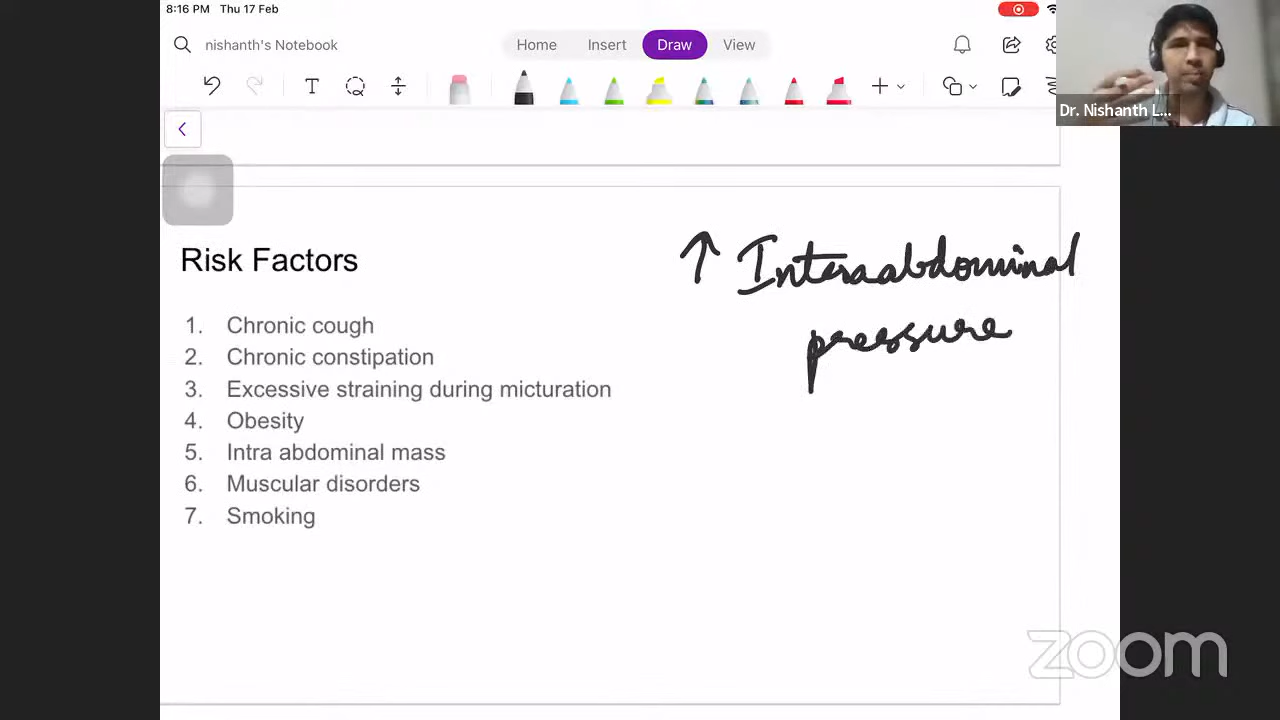 8:16 PM Thu 17 Feb
nishanth's Notebook
Home Insert Draw View
Dr. Nishanth L...
Risk Factors
↑ Intraabdominal
pressure
1. Chronic cough
2. Chronic constipation
3. Excessive straining during micturation
4. Obesity
5. Intra abdominal mass
6. Muscular disorders
7. Smoking
zoom